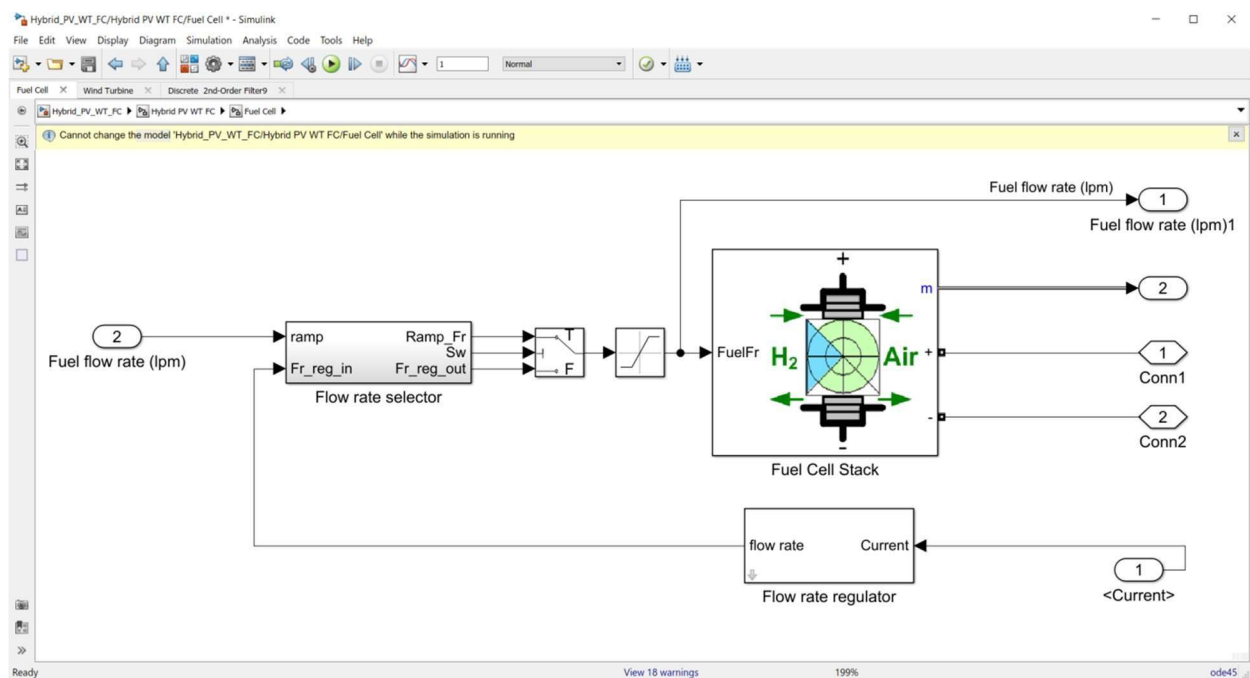 Hybrid_PV_WT_FC/Hybrid PV WT FC/Fuel Cell * - Simulink
File Edit View Display Diagram Simulation Analysis Code Tools Help
1 Normal
Fuel Cell Wind Turbine Discrete 2nd-Order Filter9
Hybrid_PV_WT_FC Hybrid PV WT FC Fuel Cell
Cannot change the model 'Hybrid_PV_WT_FC/Hybrid PV WT FC/Fuel Cell' while the simulation is running
Fuel flow rate (lpm)
1
Fuel flow rate (lpm)1
+
m
2
2
Fuel flow rate (lpm)
ramp
Fr_reg_in
Ramp_Fr
Sw
Fr_reg_out
Flow rate selector
T
F
FuelFr
H2
Air
+
1
Conn1
-
2
Conn2
-
Fuel Cell Stack
flow rate
Current
Flow rate regulator
1
<Current>
Ready
View 18 warnings
199%
ode45